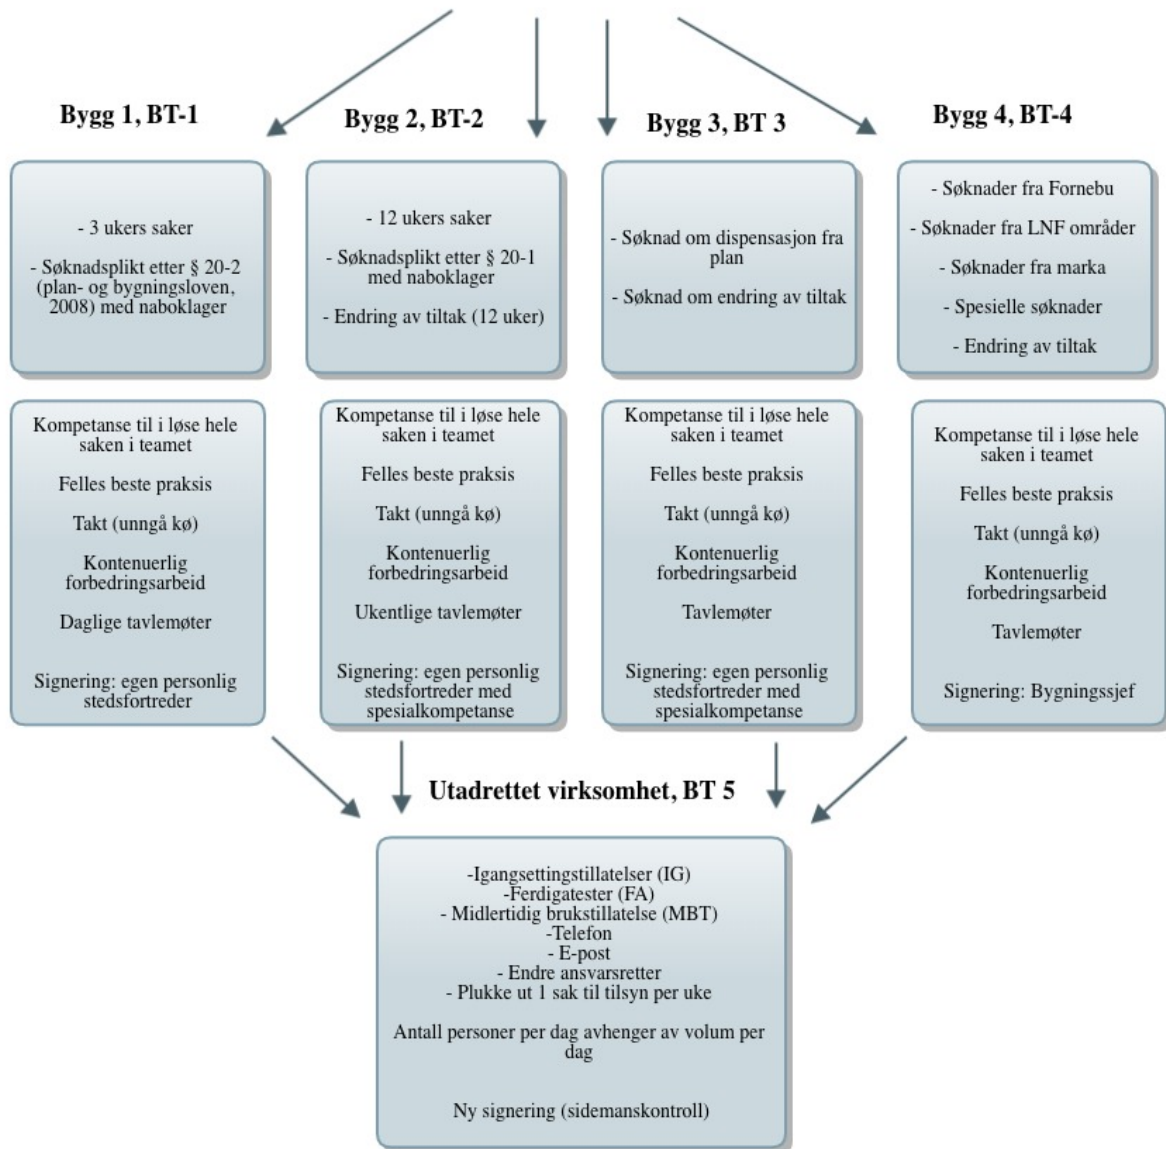 Bygg 1, BT-1
- 3 ukers saker
- Søknadsplikt etter § 20-2
(plan- og bygningsloven,
2008) med naboklager
Kompetanse til i løse hele
saken i teamet
Felles beste praksis
Takt (unngå kø)
Kontenuerlig
forbedringsarbeid
Daglige tavlemøter
Signering: egen personlig
stedsfortreder
Bygg 2, BT-2
- 12 ukers saker
- Søknadsplikt etter § 20-1
med naboklager
- Endring av tiltak (12 uker)
Kompetanse til i løse hele
saken i teamet
Felles beste praksis
Takt (unngå kø)
Kontenuerlig
forbedringsarbeid
Ukentlige tavlemøter
Signering: egen personlig
stedsfortreder med
spesialkompetanse
Bygg 3, BT 3
- Søknad om dispensasjon fra
plan
- Søknad om endring av tiltak
Kompetanse til i løse hele
saken i teamet
Felles beste praksis
Takt (unngå kø)
Kontenuerlig
forbedringsarbeid
Tavlemøter
Signering: egen personlig
stedsfortreder med
spesialkompetanse
Bygg 4, BT-4
- Søknader fra Fornebu
- Søknader fra LNF områder
- Søknader fra marka
- Spesielle søknader
- Endring av tiltak
Kompetanse til i løse hele
saken i teamet
Felles beste praksis
Takt (unngå kø)
Kontenuerlig
forbedringsarbeid
Tavlemøter
Signering: Bygningssjef
Utadrettet virksomhet, BT 5
-Igangsettingstillatelser (IG)
-Ferdigatester (FA)
- Midlertidig brukstillatelse (MBT)
-Telefon
- E-post
- Endre ansvarsretter
- Plukke ut 1 sak til tilsyn per uke
Antall personer per dag avhenger av volum per
dag
Ny signering (sidemanskontroll)